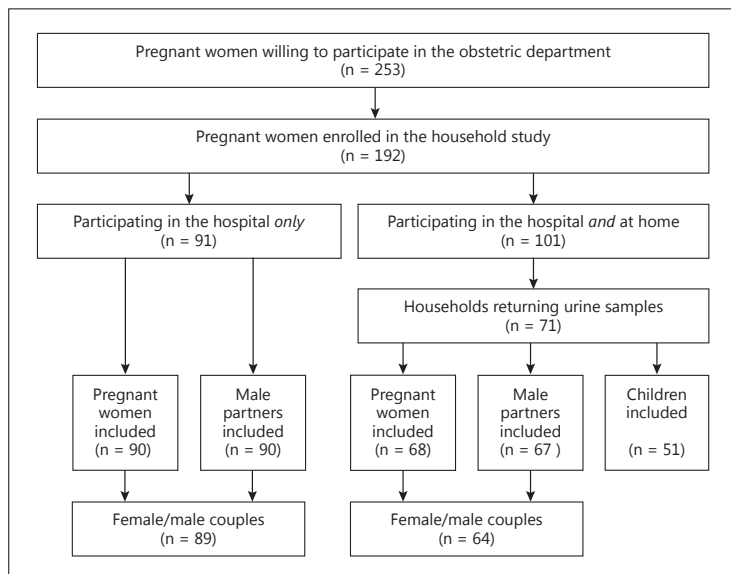 Pregnant women willing to participate in the obstetric department
(n = 253)
Pregnant women enrolled in the household study
(n = 192)
Participating in the hospital only
(n = 91)
Participating in the hospital and at home
(n = 101)
Households returning urine samples
(n = 71)
Pregnant
women
included
(n = 90)
Male
partners
included
(n = 90)
Pregnant
women
included
(n = 68)
Male
partners
included
(n = 67 )
Children
included
(n = 51)
Female/male couples
(n = 89)
Female/male couples
(n = 64)